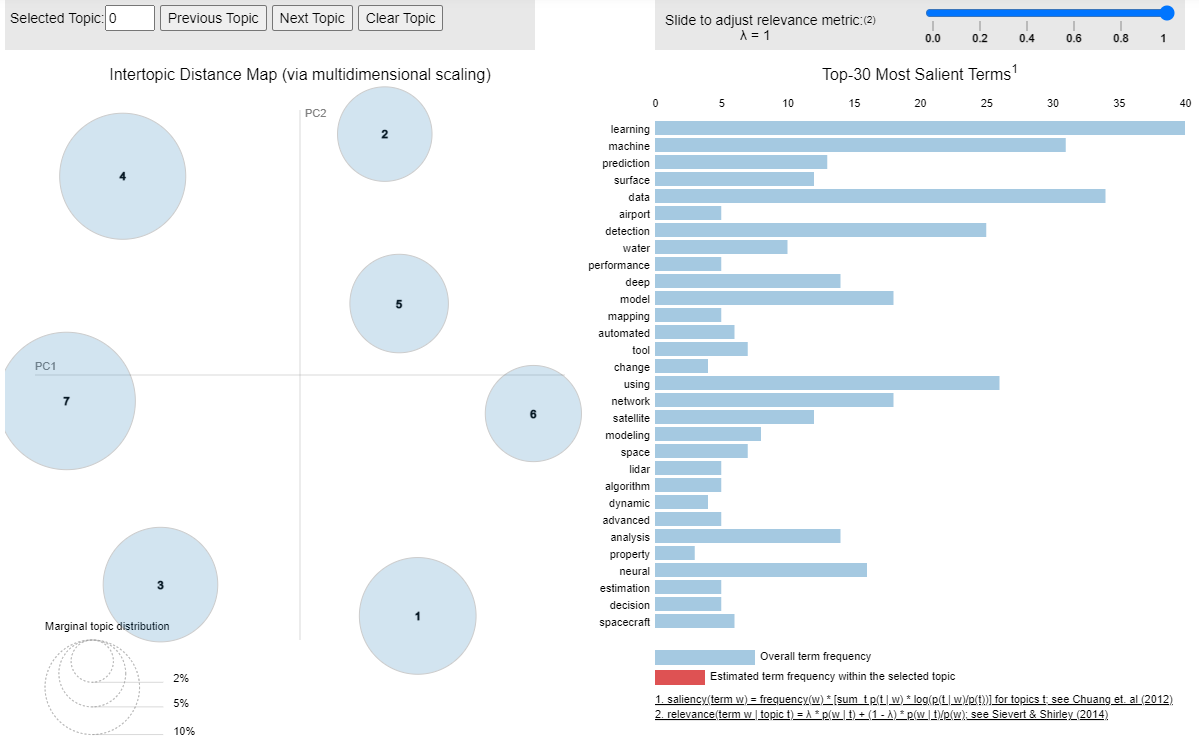 Selected Topic: 0 Previous Topic Next Topic Clear Topic
Slide to adjust relevance metric:(2)
λ = 1
0.0 0.2 0.4 0.6 0.8 1
Intertopic Distance Map (via multidimensional scaling)
PC2
2
4
5
PC1
7
6
3
1
Marginal topic distribution
2%
5%
10%
Top-30 Most Salient Terms1
0 5 10 15 20 25 30 35 40
learning
machine
prediction
surface
data
airport
detection
water
performance
deep
model
mapping
automated
tool
change
using
network
satellite
modeling
space
lidar
algorithm
dynamic
advanced
analysis
property
neural
estimation
decision
spacecraft
Overall term frequency
Estimated term frequency within the selected topic
1. saliency(term w) = frequency(w) * [sum_t p(t | w) * log(p(t | w)/p(t))] for topics t; see Chuang et. al (2012)
2. relevance(term w | topic t) = λ * p(w | t) + (1 - λ) * p(w | t)/p(w); see Sievert & Shirley (2014)